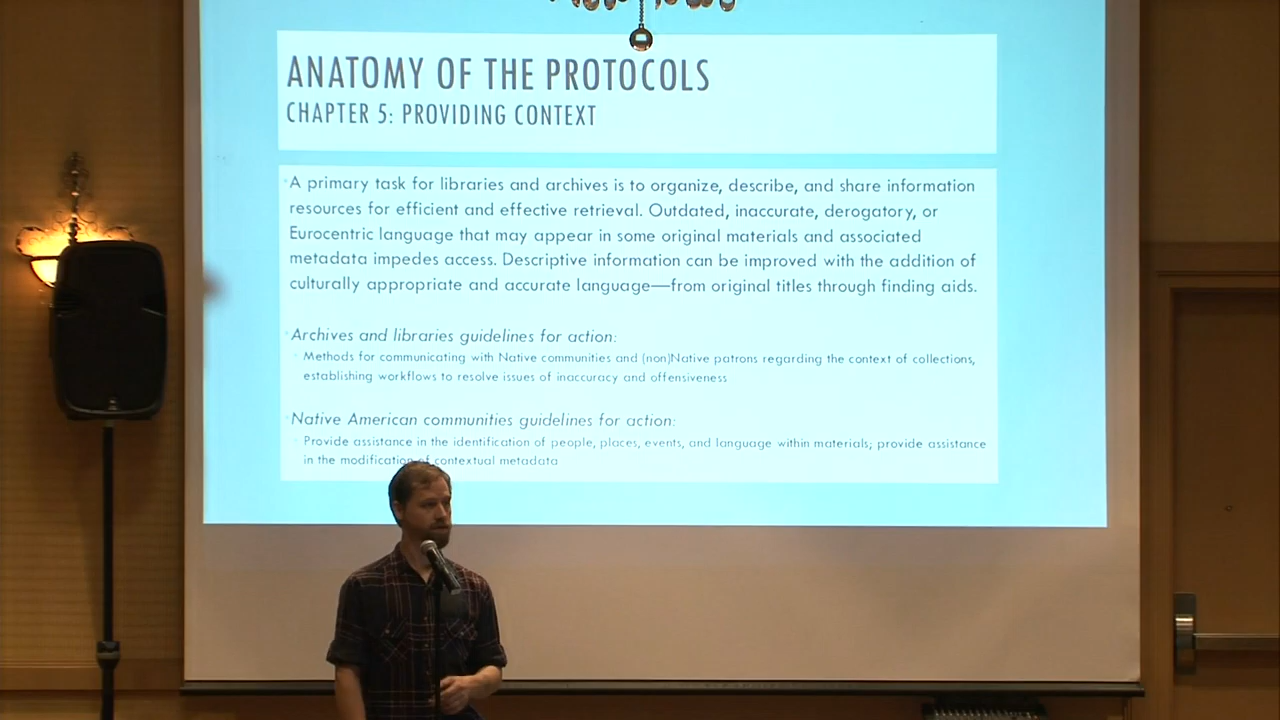 ANATOMY OF THE PROTOCOLS
CHAPTER 5: PROVIDING CONTEXT
A primary task for libraries and archives is to organize, describe, and share information
resources for efficient and effective retrieval. Outdated, inaccurate, derogatory, or
Eurocentric language that may appear in some original materials and associated
metadata impedes access. Descriptive information can be improved with the addition of
culturally appropriate and accurate language—from original titles through finding aids.
Archives and libraries guidelines for action:
Methods for communicating with Native communities and (non)Native patrons regarding the context of collections,
establishing workflows to resolve issues of inaccuracy and offensiveness
Native American communities guidelines for action:
Provide assistance in the identification of people, places, events, and language within materials; provide assistance
in the modification of contextual metadata